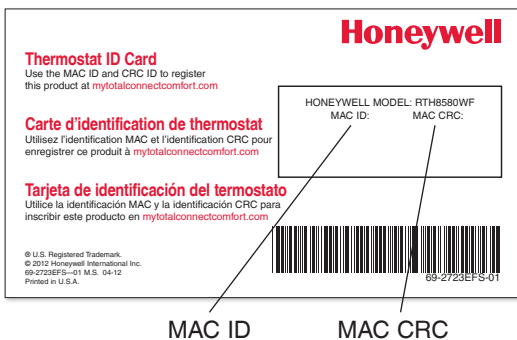 Honeywell
Thermostat ID Card
Use the MAC ID and CRC ID to register
this product at mytotalconnectcomfort.com
HONEYWELL MODEL: RTH8580WF
MAC ID: MAC CRC:
Carte d'identification de thermostat
Utilisez l'identification MAC et l'identification CRC pour
enregistrer ce produit à mytotalconnectcomfort.com
Tarjeta de identificación del termostato
Utilice la identificación MAC y la identificación CRC para
inscribir este producto en mytotalconnectcomfort.com
® U.S. Registered Trademark.
© 2012 Honeywell International Inc.
69-2723EFS—01 M.S. 04-12
Printed in U.S.A.
69-2723EFS-01
MAC ID MAC CRC